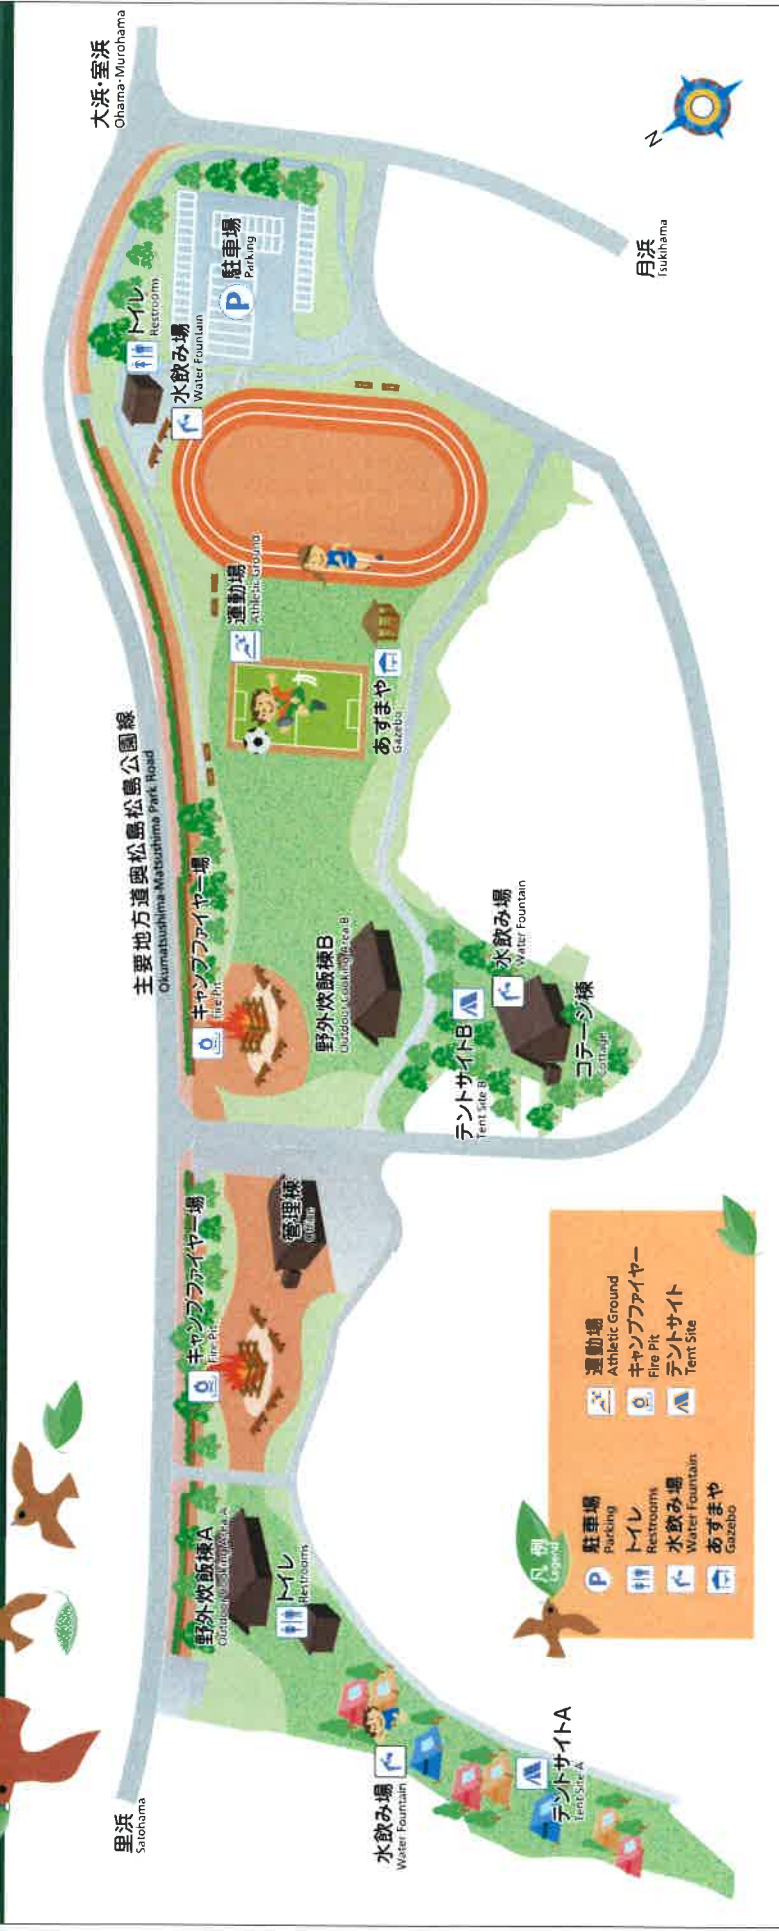 大浜・室浜
Ohama・Murohama
N
月浜
Tsukihama
駐車場
Parking
トイレ
Restrooms
水飲み場
Water Fountain
運動場
Athletic Ground
あずまや
Gazebo
主要地方道奥松島松島公園線
Okumatsushima-Matsushima Park Road
キャンプファイヤー場
Fire Pit
野外炊飯棟B
Outdoor Cooking Area B
水飲み場
Water Fountain
テントサイトB
Tent Site B
コテージ棟
Cottage
キャンプファイヤー場
Fire Pit
管理棟
Office
野外炊飯棟A
Outdoor Cooking Area A
トイレ
Restrooms
里浜
Satohama
水飲み場
Water Fountain
テントサイトA
Tent Site A
凡例
Legend
P
駐車場
Parking
トイレ
Restrooms
水飲み場
Water Fountain
あずまや
Gazebo
運動場
Athletic Ground
キャンプファイヤー
Fire Pit
テントサイト
Tent Site